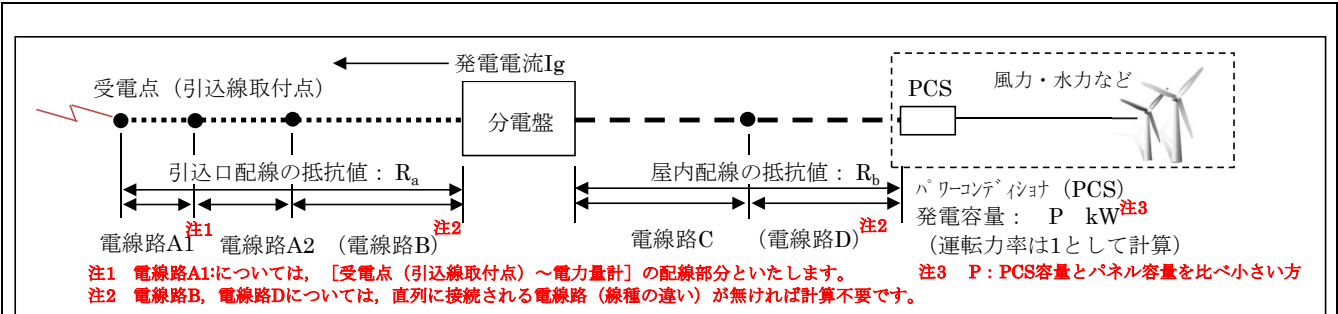 発電電流Ig
受電点（引込線取付点）
分電盤
PCS
風力・水力など
引込口配線の抵抗値：Ra
屋内配線の抵抗値：Rb
パワーコンディショナ（PCS）
発電容量：　P　kW注3
（運転力率は1として計算）
電線路A1注1　電線路A2　（電線路B）注2　電線路C　（電線路D）注2
注1　電線路A1:については，［受電点（引込線取付点）～電力量計］の配線部分といたします。
注3　P：PCS容量とパネル容量を比べ小さい方
注2　電線路B，電線路Dについては，直列に接続される電線路（線種の違い）が無ければ計算不要です。